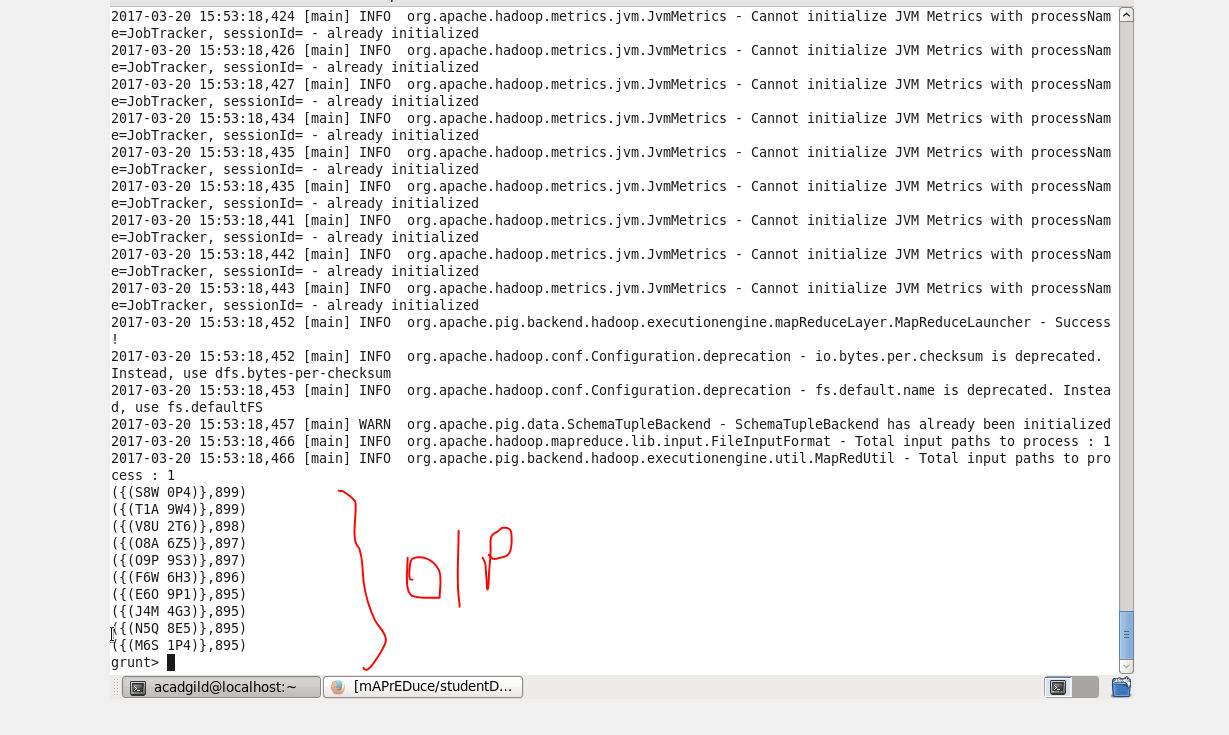 2017-03-20 15:53:18,424 [main] INFO  org.apache.hadoop.metrics.jvm.JvmMetrics - Cannot initialize JVM Metrics with processNam
e=JobTracker, sessionId= - already initialized
2017-03-20 15:53:18,426 [main] INFO  org.apache.hadoop.metrics.jvm.JvmMetrics - Cannot initialize JVM Metrics with processNam
e=JobTracker, sessionId= - already initialized
2017-03-20 15:53:18,427 [main] INFO  org.apache.hadoop.metrics.jvm.JvmMetrics - Cannot initialize JVM Metrics with processNam
e=JobTracker, sessionId= - already initialized
2017-03-20 15:53:18,434 [main] INFO  org.apache.hadoop.metrics.jvm.JvmMetrics - Cannot initialize JVM Metrics with processNam
e=JobTracker, sessionId= - already initialized
2017-03-20 15:53:18,435 [main] INFO  org.apache.hadoop.metrics.jvm.JvmMetrics - Cannot initialize JVM Metrics with processNam
e=JobTracker, sessionId= - already initialized
2017-03-20 15:53:18,435 [main] INFO  org.apache.hadoop.metrics.jvm.JvmMetrics - Cannot initialize JVM Metrics with processNam
e=JobTracker, sessionId= - already initialized
2017-03-20 15:53:18,441 [main] INFO  org.apache.hadoop.metrics.jvm.JvmMetrics - Cannot initialize JVM Metrics with processNam
e=JobTracker, sessionId= - already initialized
2017-03-20 15:53:18,442 [main] INFO  org.apache.hadoop.metrics.jvm.JvmMetrics - Cannot initialize JVM Metrics with processNam
e=JobTracker, sessionId= - already initialized
2017-03-20 15:53:18,443 [main] INFO  org.apache.hadoop.metrics.jvm.JvmMetrics - Cannot initialize JVM Metrics with processNam
e=JobTracker, sessionId= - already initialized
2017-03-20 15:53:18,452 [main] INFO  org.apache.pig.backend.hadoop.executionengine.mapReduceLayer.MapReduceLauncher - Success
!
2017-03-20 15:53:18,452 [main] INFO  org.apache.hadoop.conf.Configuration.deprecation - io.bytes.per.checksum is deprecated.
Instead, use dfs.bytes-per-checksum
2017-03-20 15:53:18,453 [main] INFO  org.apache.hadoop.conf.Configuration.deprecation - fs.default.name is deprecated. Instea
d, use fs.defaultFS
2017-03-20 15:53:18,457 [main] WARN  org.apache.pig.data.SchemaTupleBackend - SchemaTupleBackend has already been initialized
2017-03-20 15:53:18,466 [main] INFO  org.apache.hadoop.mapreduce.lib.input.FileInputFormat - Total input paths to process : 1
2017-03-20 15:53:18,466 [main] INFO  org.apache.pig.backend.hadoop.executionengine.util.MapRedUtil - Total input paths to pro
cess : 1
({(S8W 0P4)},899)
({(T1A 9W4)},899)
({(V8U 2T6)},898)
({(O8A 6Z5)},897)
({(O9P 9S3)},897)
({(F6W 6H3)},896)
({(E6O 9P1)},895)
({(J4M 4G3)},895)
({(N5Q 8E5)},895)
({(M6S 1P4)},895)
O|P
grunt>
acadgild@localhost:~
[mAPrEDuce/studentD...